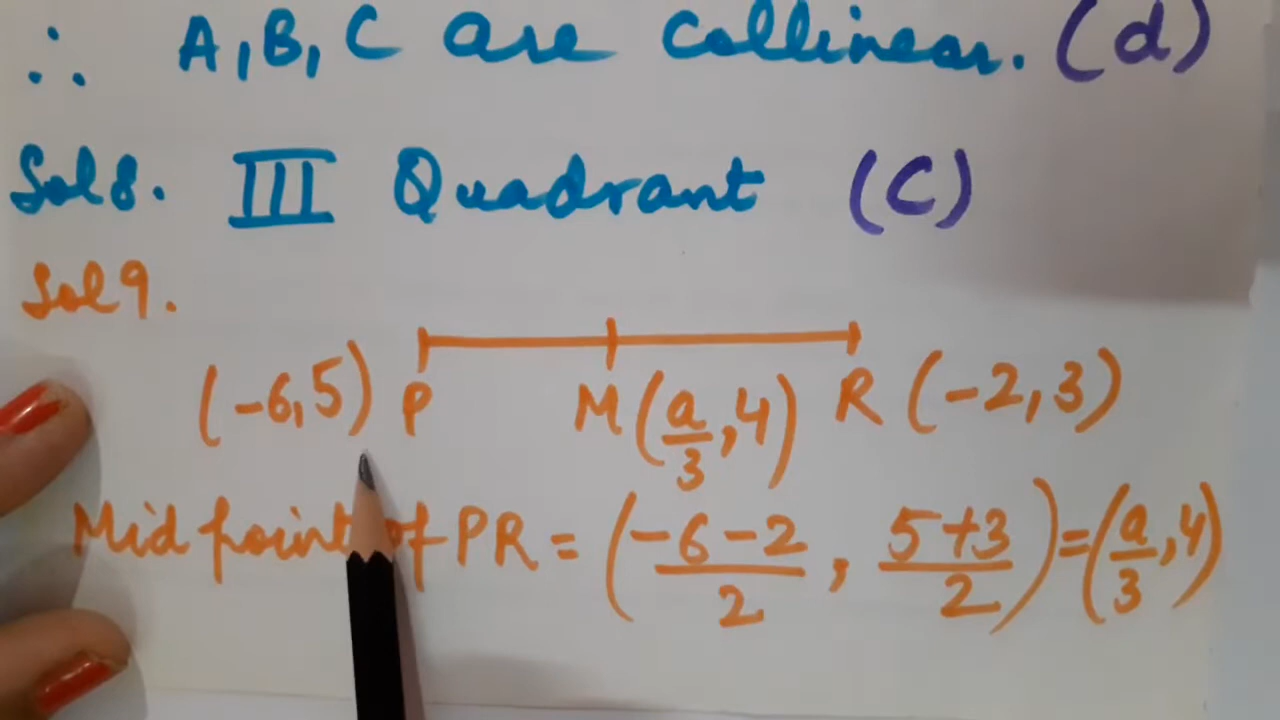 ∴ A, B, C are collinear. (d)
Sol 8. III Quadrant (C)
Sol 9.
(-6,5) P M (a/3, 4) R (-2,3)
Mid point of PR = (-6-2/2, 5+3/2) = (a/3, 4)